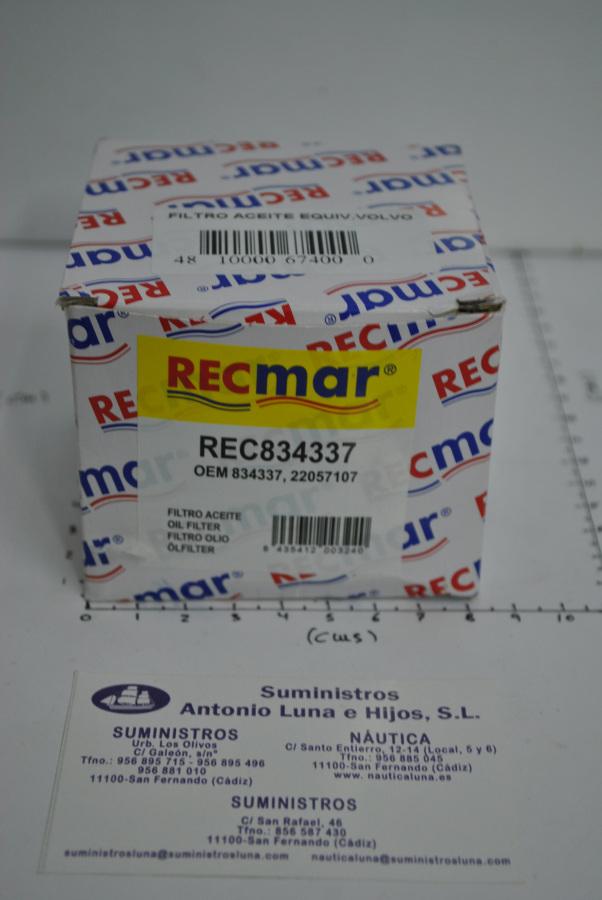 RECmar®
FILTRO ACEITE EQUIV.VOLVO
48 10000 67400 0
RECmar®
REC834337
OEM 834337, 22057107
FILTRO ACEITE
OIL FILTER
FILTRO OLIO
ÖLFILTER
8 435412 003240
0 1 2 3 4 5 6 7 8 9 10
(cms)
Suministros
Antonio Luna e Hijos, S.L.
SUMINISTROS
Urb. Los Olivos
C/ Galeón, s/nº
Tfno.: 956 895 715 - 956 895 496
956 881 010
11100-San Fernando (Cádiz)
NÁUTICA
C/ Santo Entierro, 12-14 (Local, 5 y 6)
Tfno.: 956 885 045
11100-San Fernando (Cádiz)
www.nauticaluna.es
SUMINISTROS
C/ San Rafael, 46
Tfno.: 856 587 430
11100-San Fernando (Cádiz)
suministrosluna@suministrosluna.com nauticaluna@suministrosluna.com